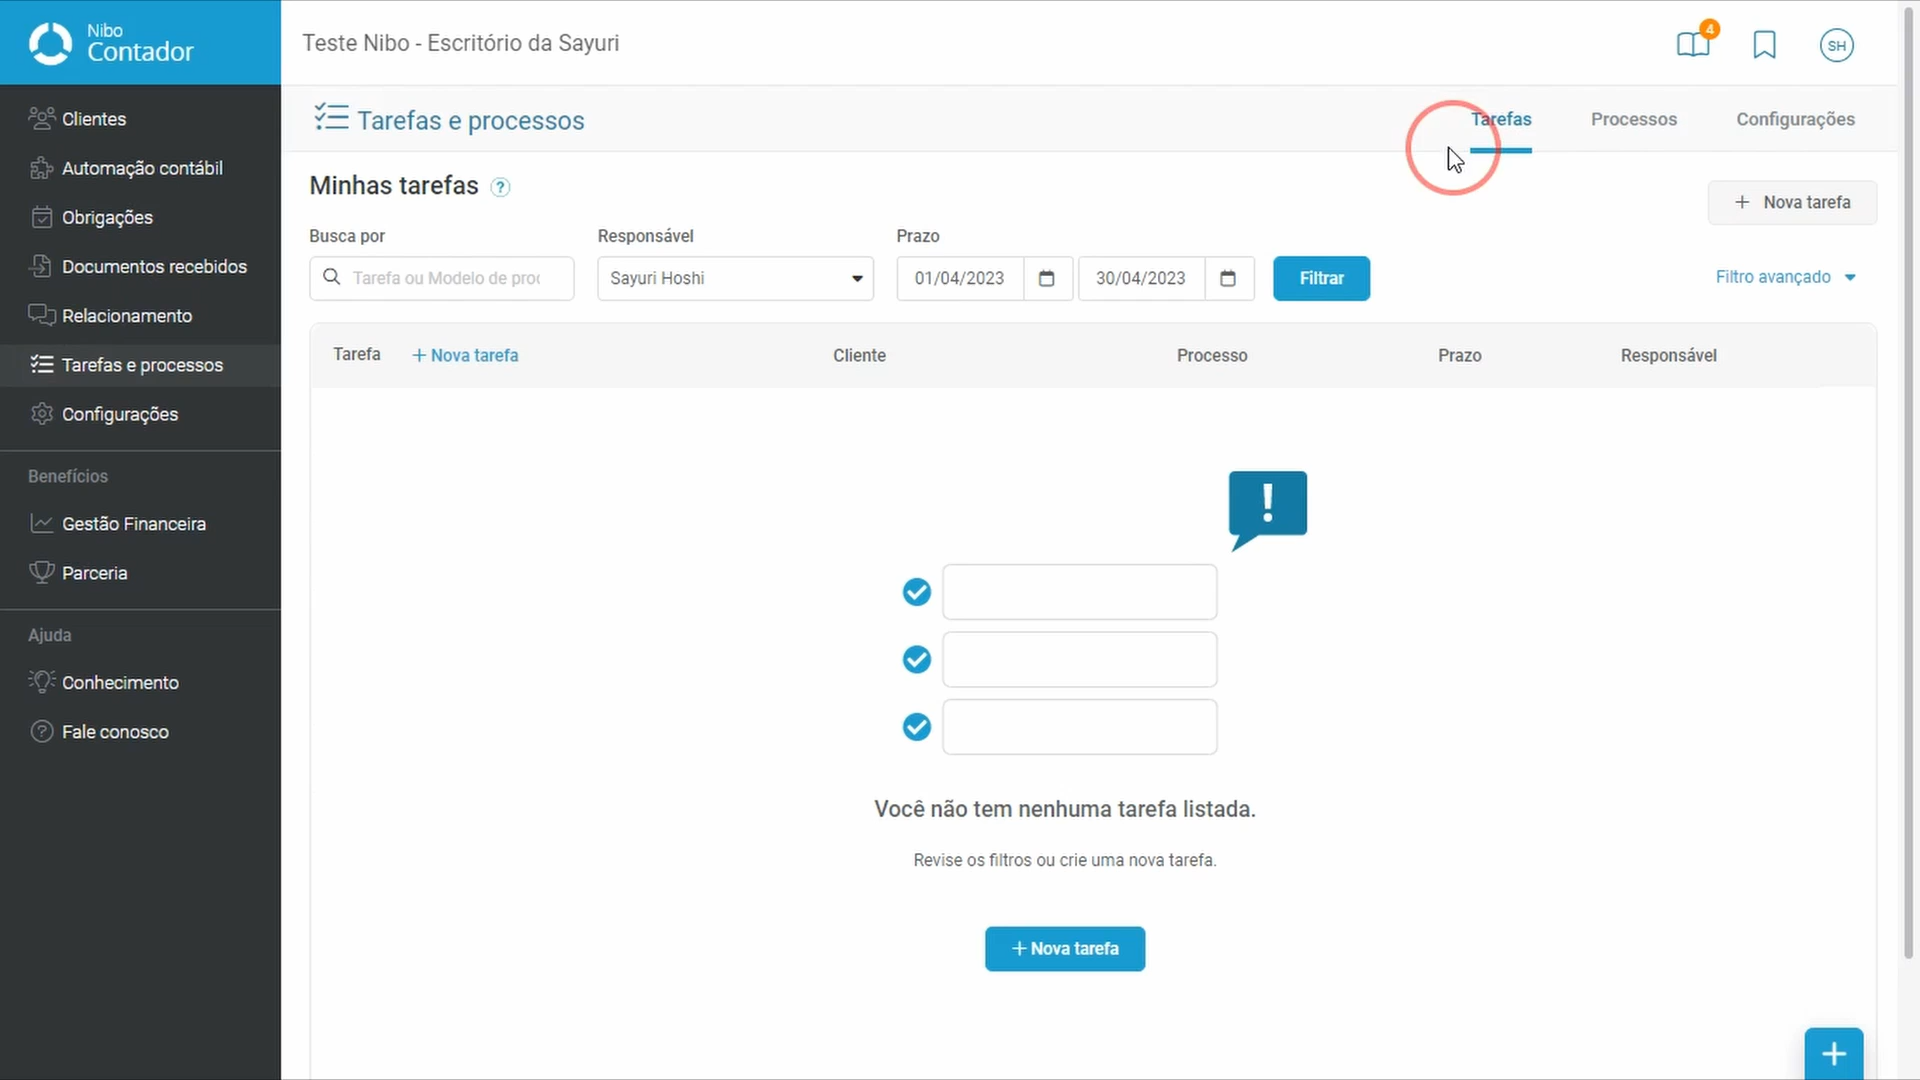 Nibo
Contador
Teste Nibo - Escritório da Sayuri
4
SH
Clientes
Automação contábil
Obrigações
Documentos recebidos
Relacionamento
Tarefas e processos
Configurações
Benefícios
Gestão Financeira
Parceria
Ajuda
Conhecimento
Fale conosco
Tarefas e processos
Tarefas
Processos
Configurações
Minhas tarefas ?
+ Nova tarefa
Busca por
Responsável
Prazo
Tarefa ou Modelo de proc
Sayuri Hoshi
01/04/2023
30/04/2023
Filtrar
Filtro avançado
Tarefa
+ Nova tarefa
Cliente
Processo
Prazo
Responsável
!
Você não tem nenhuma tarefa listada.
Revise os filtros ou crie uma nova tarefa.
+ Nova tarefa
+